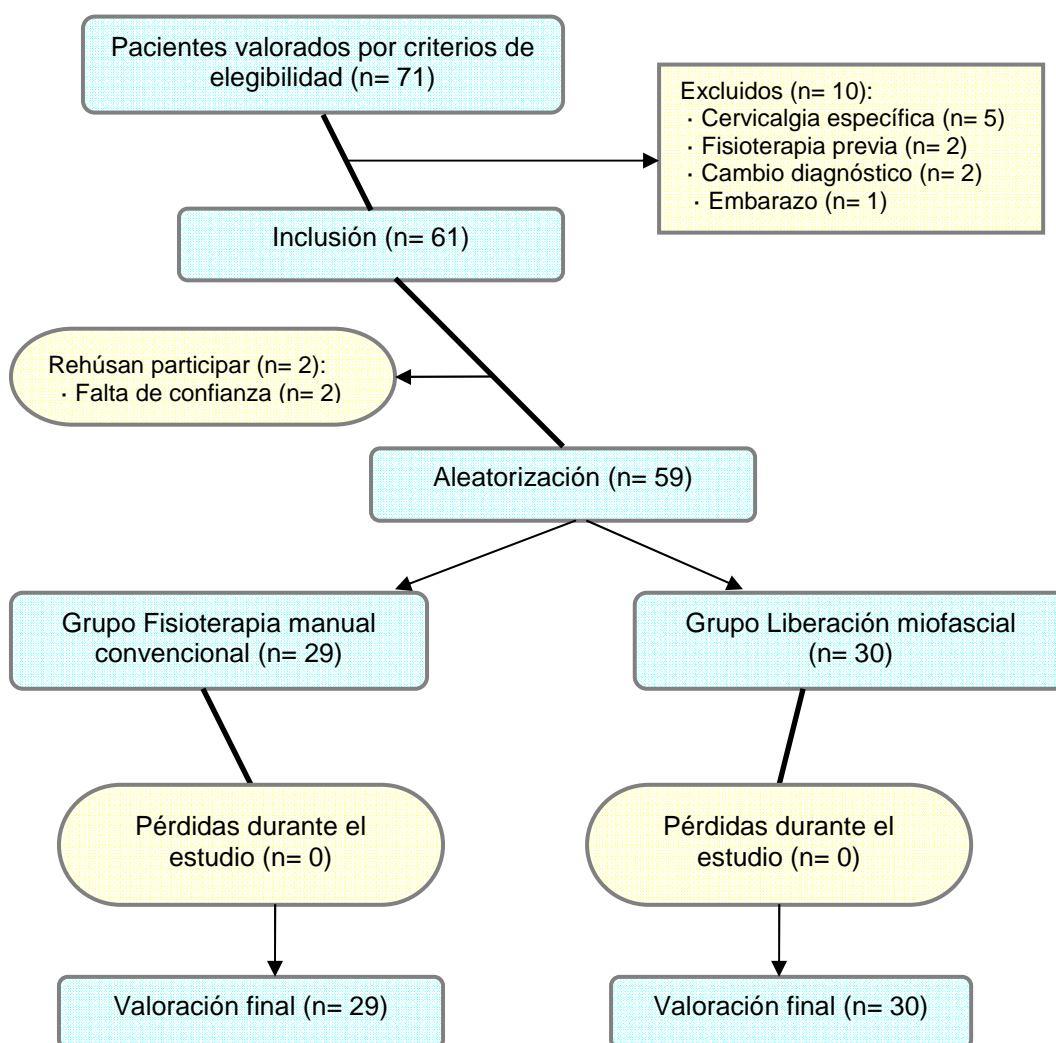 Pacientes valorados por criterios de
elegibilidad (n= 71)
Excluidos (n= 10):
· Cervicalgia específica (n= 5)
· Fisioterapia previa (n= 2)
· Cambio diagnóstico (n= 2)
· Embarazo (n= 1)
Inclusión (n= 61)
Rehúsan participar (n= 2):
· Falta de confianza (n= 2)
Aleatorización (n= 59)
Grupo Fisioterapia manual
convencional (n= 29)
Grupo Liberación miofascial
(n= 30)
Pérdidas durante el
estudio (n= 0)
Pérdidas durante el
estudio (n= 0)
Valoración final (n= 29)
Valoración final (n= 30)